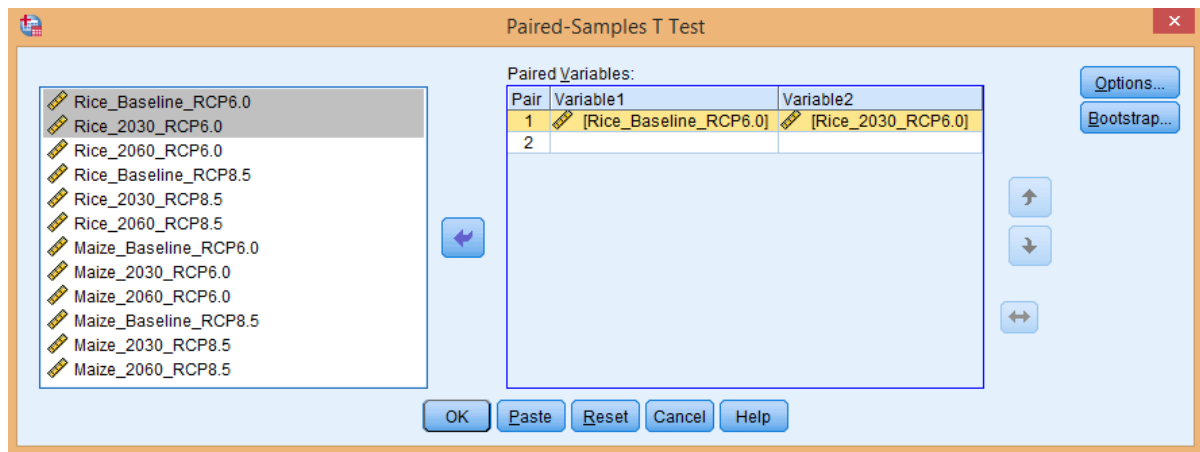 Paired-Samples T Test
Rice_Baseline_RCP6.0
Rice_2030_RCP6.0
Rice_2060_RCP6.0
Rice_Baseline_RCP8.5
Rice_2030_RCP8.5
Rice_2060_RCP8.5
Maize_Baseline_RCP6.0
Maize_2030_RCP6.0
Maize_2060_RCP6.0
Maize_Baseline_RCP8.5
Maize_2030_RCP8.5
Maize_2060_RCP8.5
Paired Variables:
Pair Variable1 Variable2
1 [Rice_Baseline_RCP6.0] [Rice_2030_RCP6.0]
2
Options...
Bootstrap...
OK Paste Reset Cancel Help